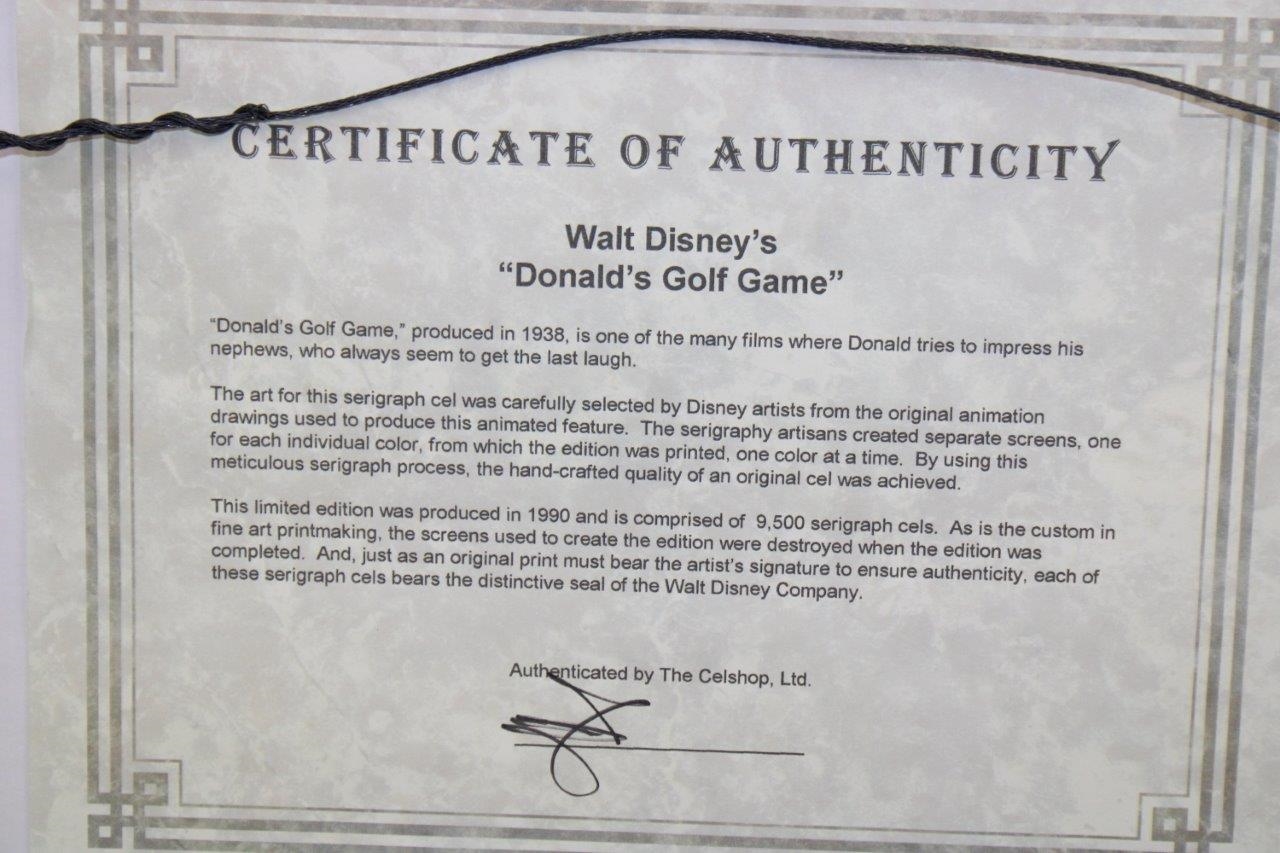 CERTIFICATE OF AUTHENTICITY
Walt Disney's
“Donald's Golf Game”
“Donald's Golf Game,” produced in 1938, is one of the many films where Donald tries to impress his
nephews, who always seem to get the last laugh.
The art for this serigraph cel was carefully selected by Disney artists from the original animation
drawings used to produce this animated feature. The serigraphy artisans created separate screens, one
for each individual color, from which the edition was printed, one color at a time. By using this
meticulous serigraph process, the hand-crafted quality of an original cel was achieved.
This limited edition was produced in 1990 and is comprised of 9,500 serigraph cels. As is the custom in
fine art printmaking, the screens used to create the edition were destroyed when the edition was
completed. And, just as an original print must bear the artist's signature to ensure authenticity, each of
these serigraph cels bears the distinctive seal of the Walt Disney Company.
Authenticated by The Celshop, Ltd.